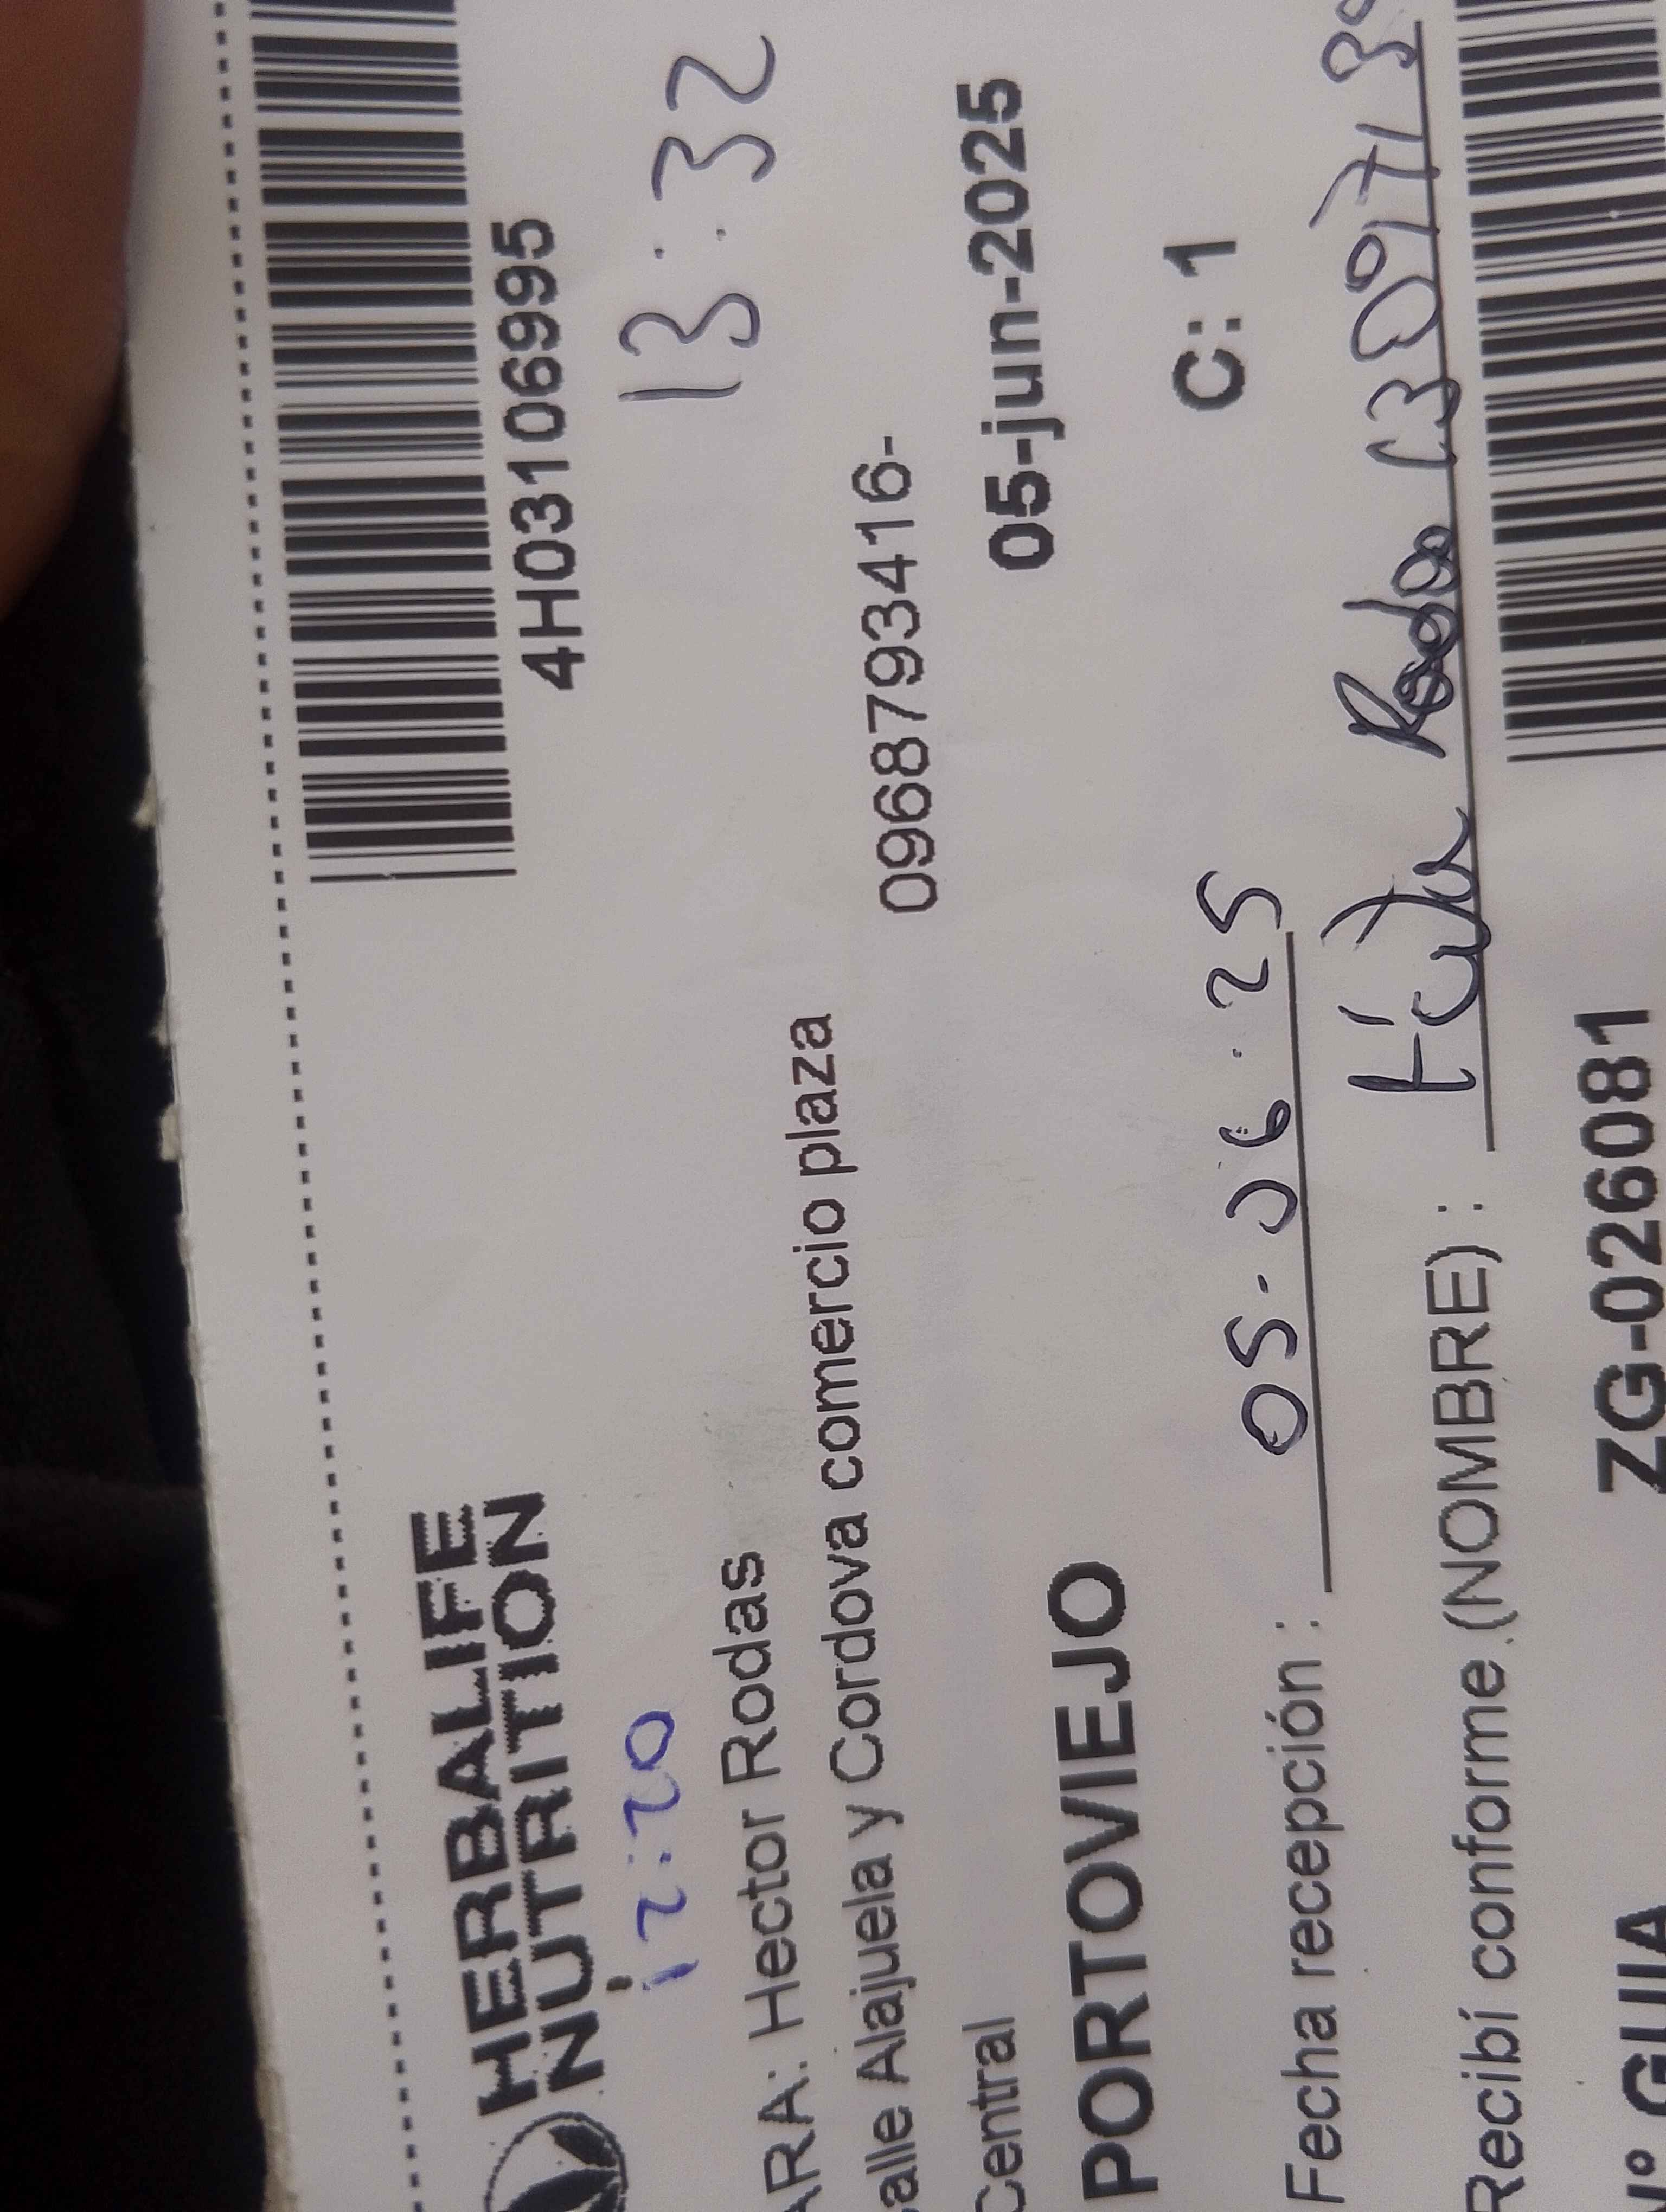 HERBALIFE
NUTRITION
4H03106995
12:20
13:32
ARA: Hector Rodas
alle Alajuela y Cordova comercio plaza
0968793416-
Central
05-jun-2025
PORTOVIEJO
C: 1
Fecha recepción : 05.06.25
Recibí conforme (NOMBRE) : Rodas
N° GUIA
ZG-026081